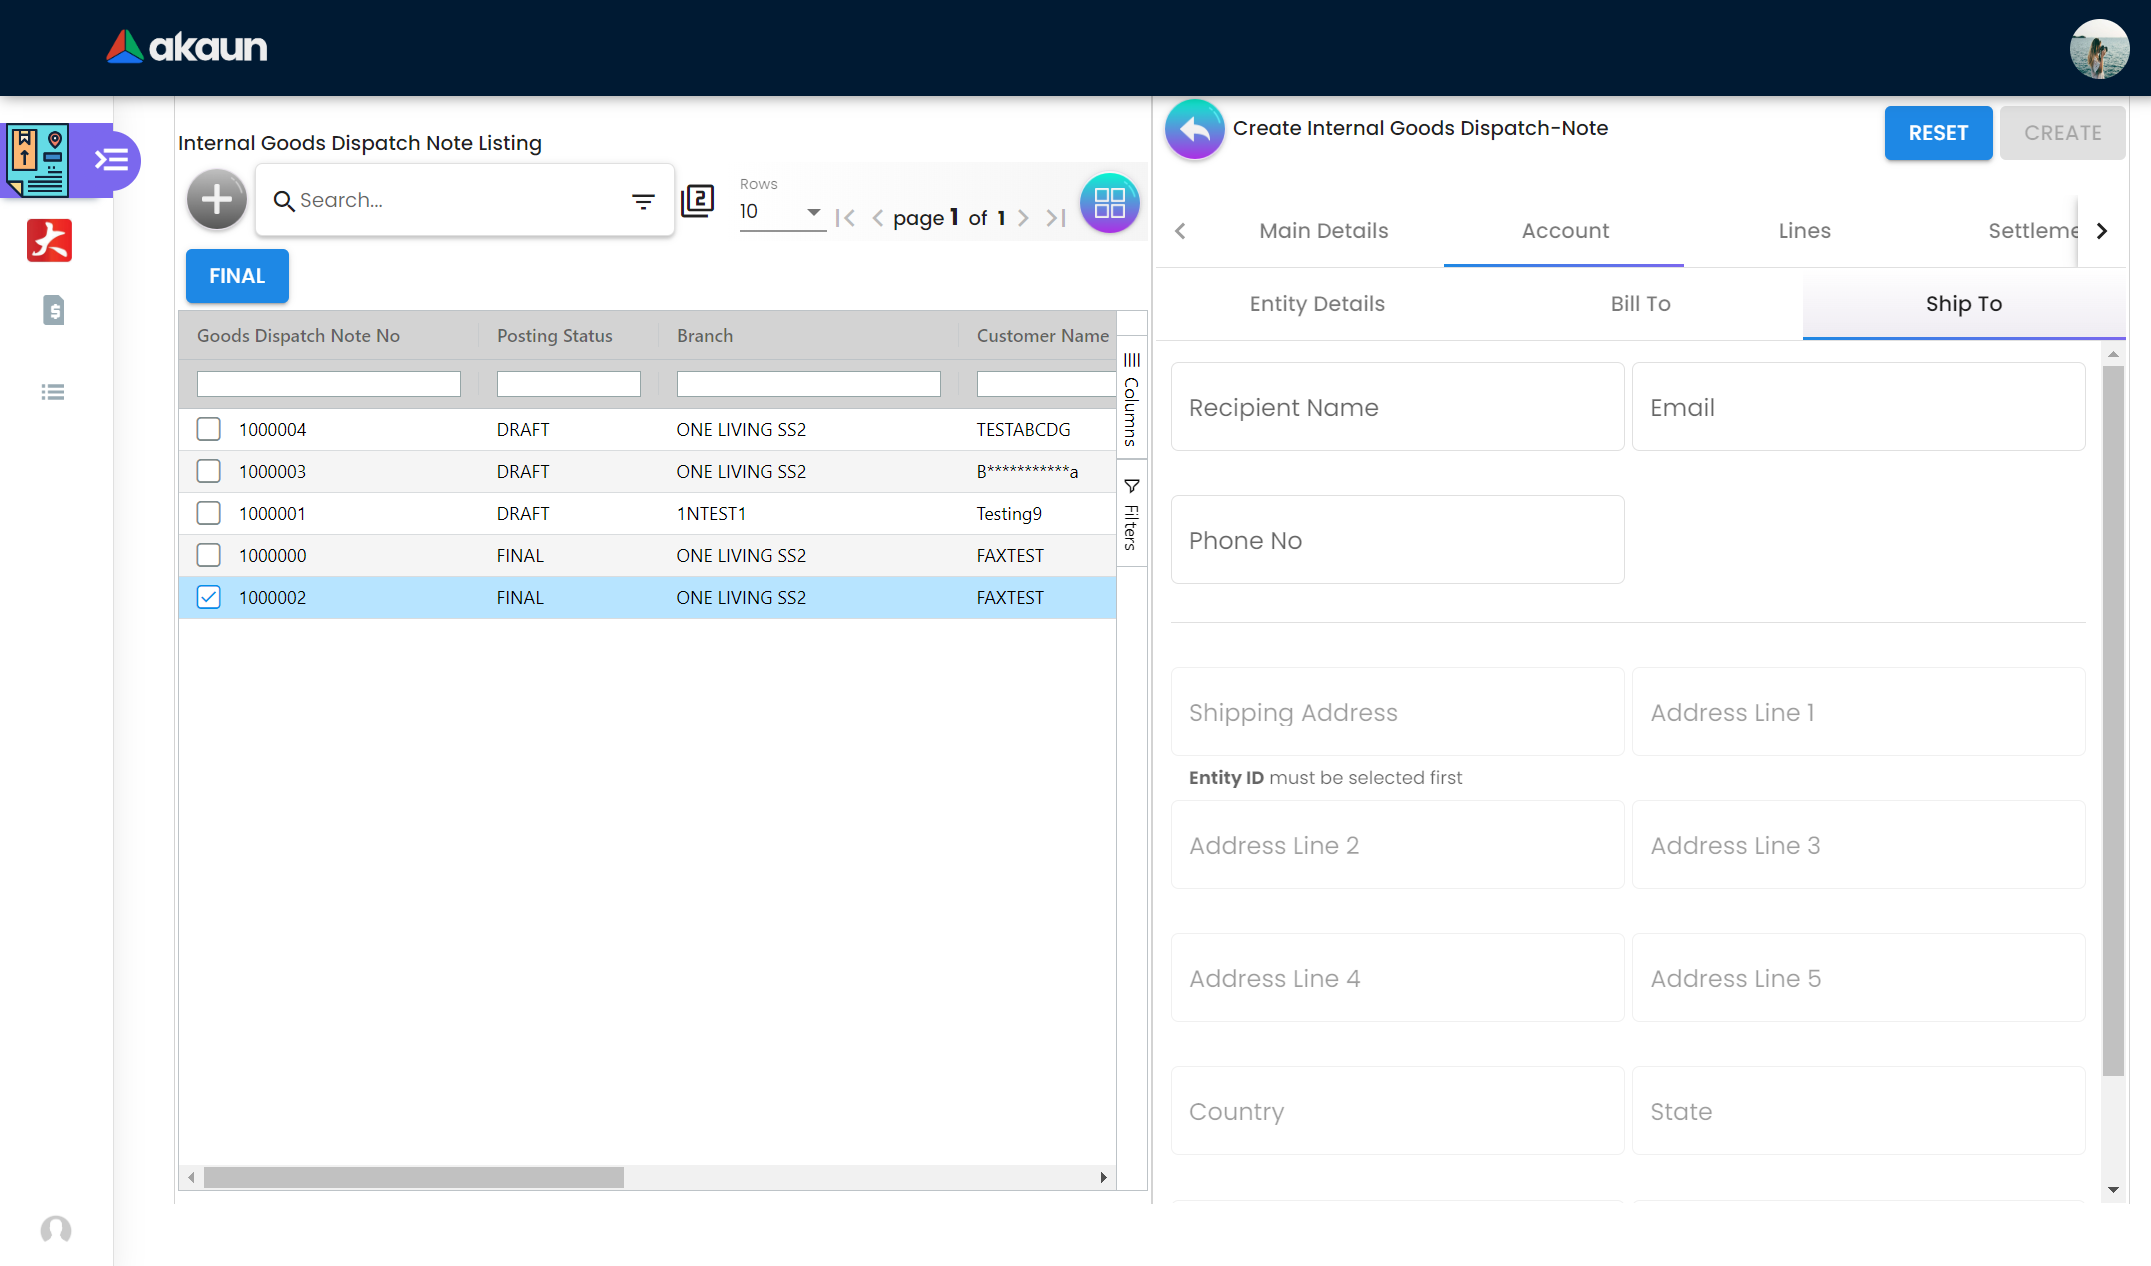 akaun
Internal Goods Dispatch Note Listing
Search...
2
Rows
10
page 1 of 1
FINAL
Goods Dispatch Note No Posting Status Branch Customer Name
1000004 DRAFT ONE LIVING SS2 TESTABCDG
1000003 DRAFT ONE LIVING SS2 B***********a
1000001 DRAFT 1NTEST1 Testing9
1000000 FINAL ONE LIVING SS2 FAXTEST
1000002 FINAL ONE LIVING SS2 FAXTEST
Columns
Filters
Create Internal Goods Dispatch-Note
RESET
CREATE
Main Details Account Lines Settleme
Entity Details Bill To Ship To
Recipient Name Email
Phone No
Shipping Address Address Line 1
Entity ID must be selected first
Address Line 2 Address Line 3
Address Line 4 Address Line 5
Country State